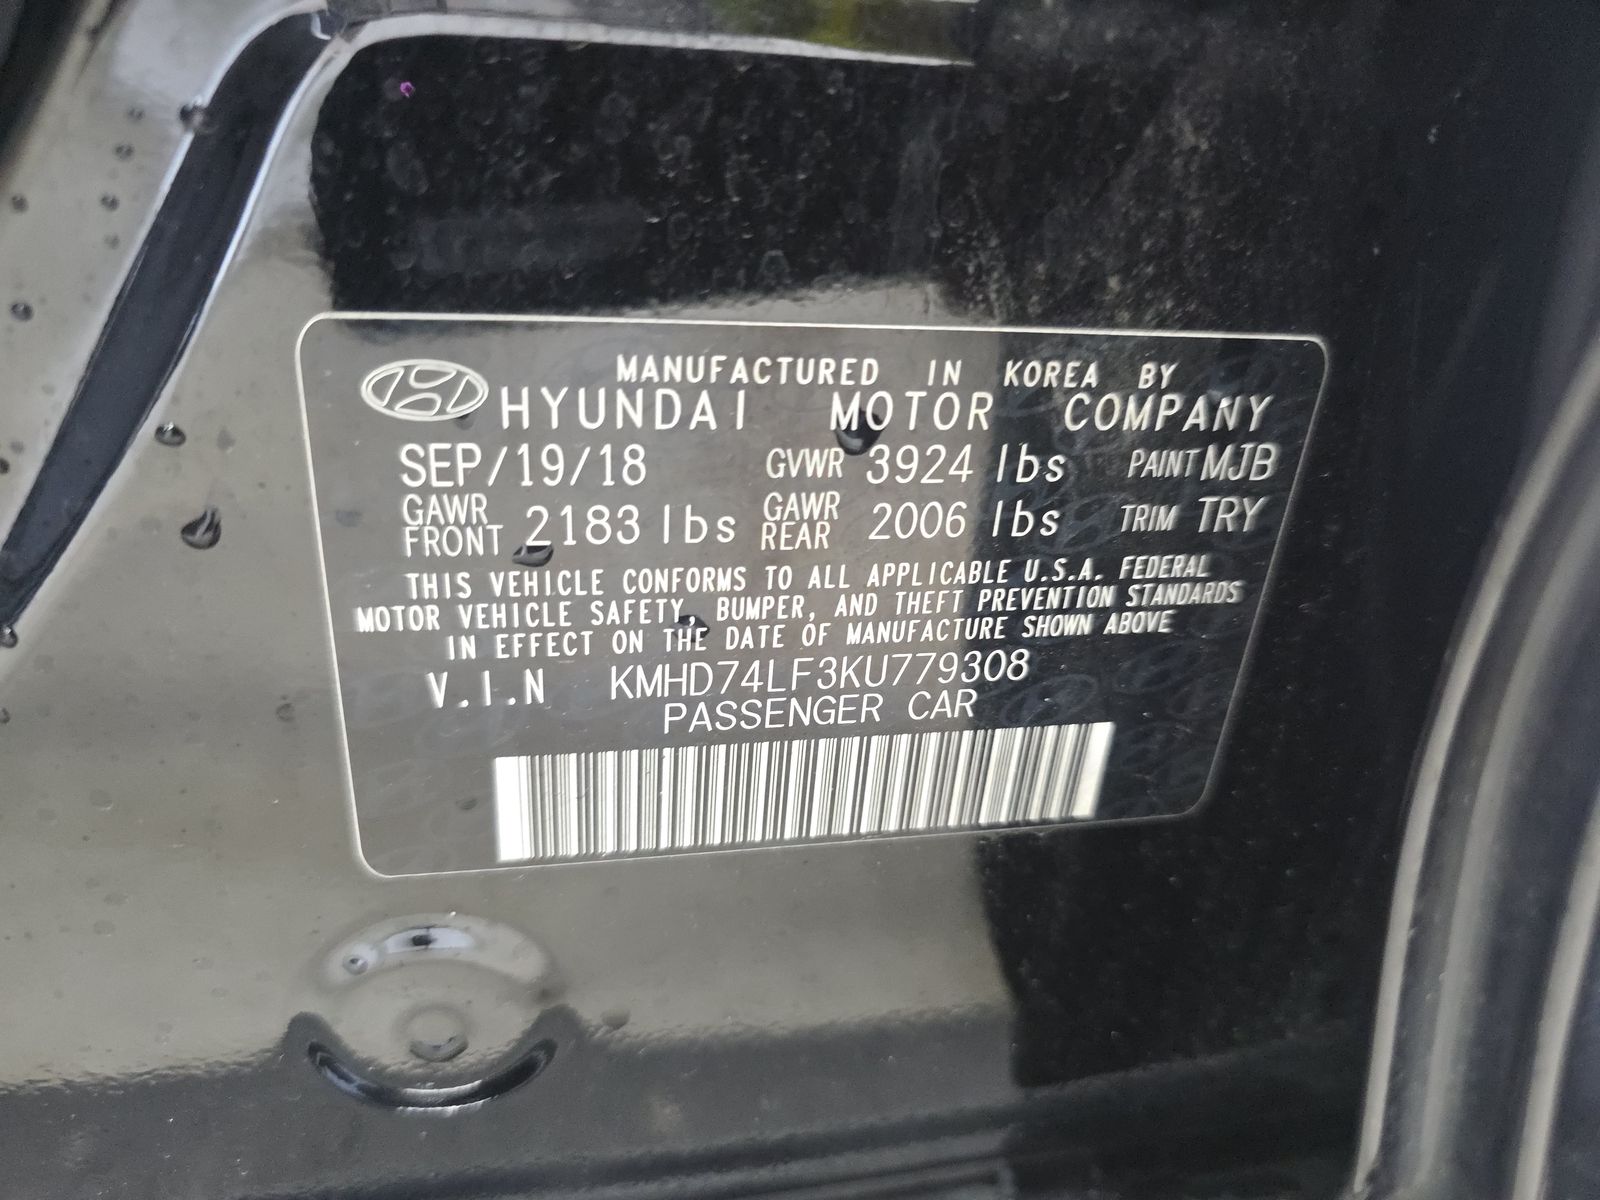 MANUFACTURED IN KOREA BY
HYUNDAI MOTOR COMPANY
SEP/19/18 GVWR 3924 lbs PAINT MJB
GAWR FRONT 2183 lbs GAWR REAR 2006 lbs TRIM TRY
THIS VEHICLE CONFORMS TO ALL APPLICABLE U.S.A. FEDERAL
MOTOR VEHICLE SAFETY, BUMPER, AND THEFT PREVENTION STANDARDS
IN EFFECT ON THE DATE OF MANUFACTURE SHOWN ABOVE
V.I.N KMHD74LF3KU779308
PASSENGER CAR